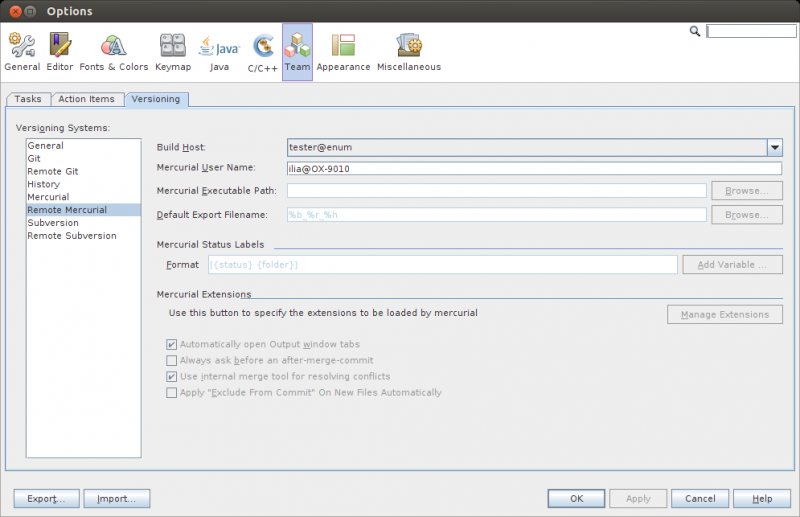 Options
General Editor Fonts & Colors Keymap Java C/C++ Team Appearance Miscellaneous
Tasks Action Items Versioning
Versioning Systems:
General
Git
Remote Git
History
Mercurial
Remote Mercurial
Subversion
Remote Subversion
Build Host: tester@enum
Mercurial User Name: ilia@OX-9010
Mercurial Executable Path: Browse...
Default Export Filename: %b_%r_%h Browse...
Mercurial Status Labels
Format [{status} {folder}] Add Variable ...
Mercurial Extensions
Use this button to specify the extensions to be loaded by mercurial Manage Extensions
Automatically open Output window tabs
Always ask before an after-merge-commit
Use internal merge tool for resolving conflicts
Apply "Exclude From Commit" On New Files Automatically
Export... Import... OK Apply Cancel Help